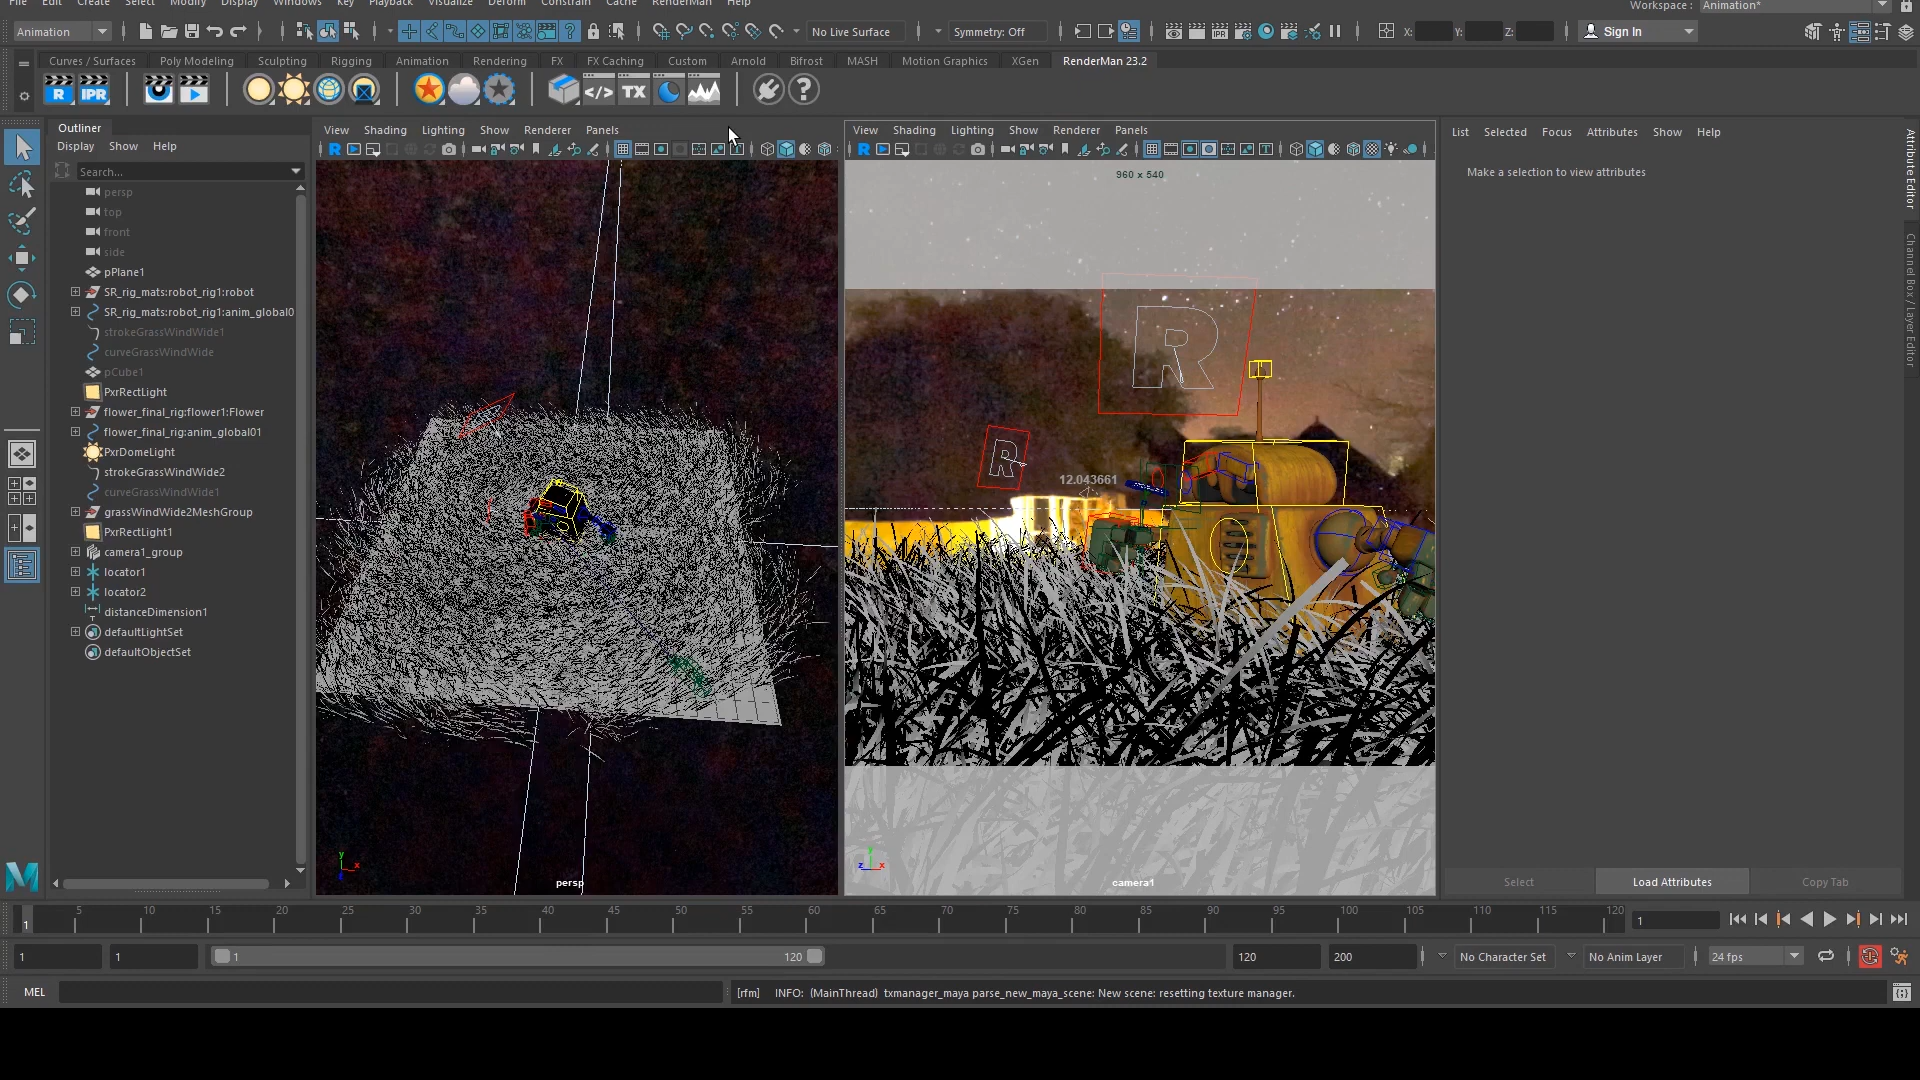 File Edit Create Select Modify Display Windows Key Playback Visualize Deform Constrain Cache RenderMan Help
Workspace : Animation*
Animation No Live Surface Symmetry: Off X: Y: Z: Sign In
Curves / Surfaces Poly Modeling Sculpting Rigging Animation Rendering FX FX Caching Custom Arnold Bifrost MASH Motion Graphics XGen RenderMan 23.2
R IPR </> TX ?
Outliner
Display Show Help
Search...
persp
top
front
side
pPlane1
SR_rig_mats:robot_rig1:robot
SR_rig_mats:robot_rig1:anim_global0
strokeGrassWindWide1
curveGrassWindWide
pCube1
PxrRectLight
flower_final_rig:flower1:Flower
flower_final_rig:anim_global01
PxrDomeLight
strokeGrassWindWide2
curveGrassWindWide1
grassWindWide2MeshGroup
PxrRectLight1
camera1_group
locator1
locator2
distanceDimension1
defaultLightSet
defaultObjectSet
View Shading Lighting Show Renderer Panels
persp
View Shading Lighting Show Renderer Panels
960 x 540
R
R
12.043661
camera1
List Selected Focus Attributes Show Help
Make a selection to view attributes
Select Load Attributes Copy Tab
Attribute Editor
Channel Box / Layer Editor
1 5 10 15 20 25 30 35 40 45 50 55 60 65 70 75 80 85 90 95 100 105 110 115 120 1
1 1 1 120 120 200 No Character Set No Anim Layer 24 fps
MEL [rfm] INFO: (MainThread) txmanager_maya parse_new_maya_scene: New scene: resetting texture manager.